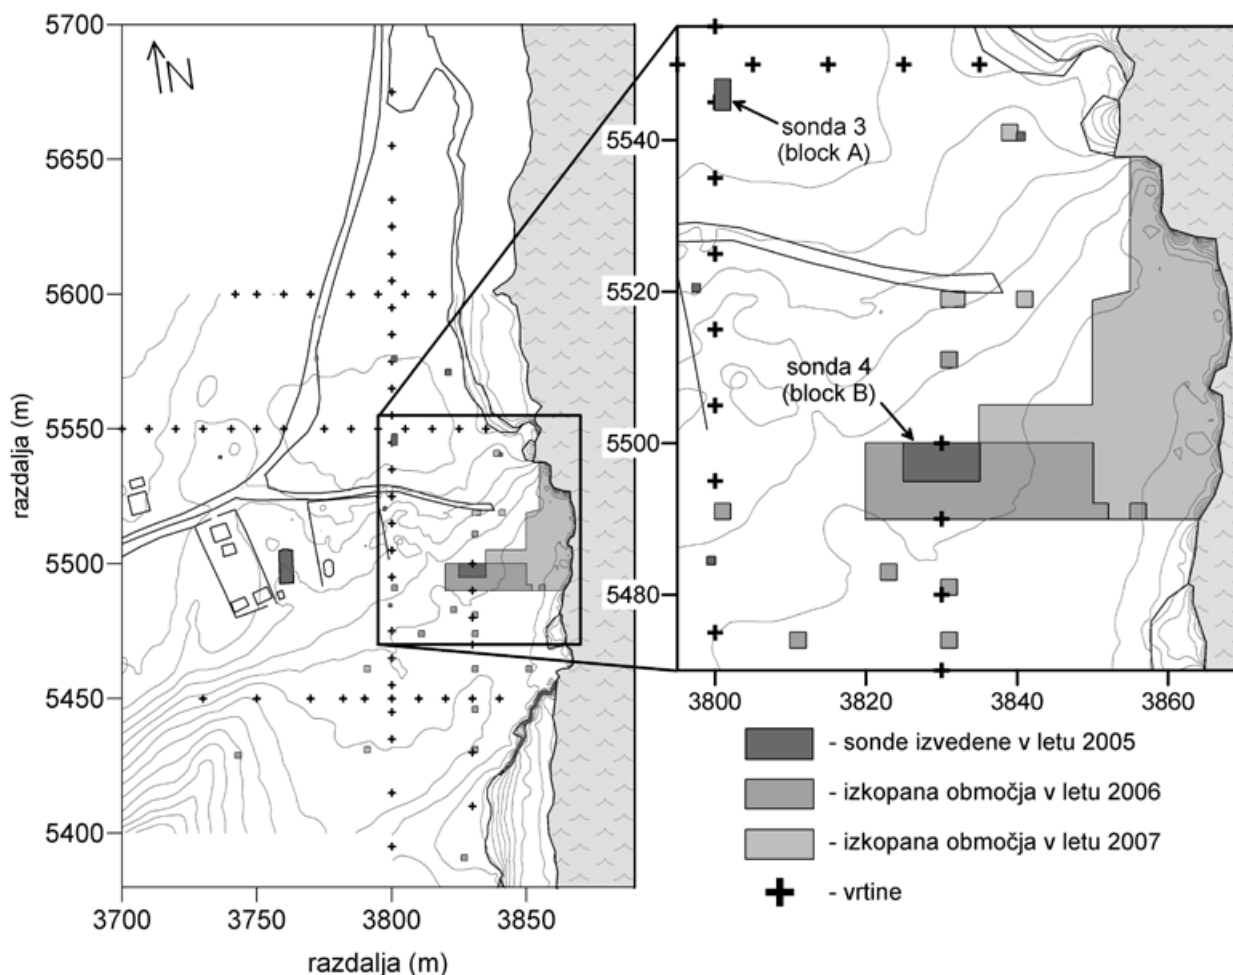 5700
5650
5600
5550
5500
5450
5400
razdalja (m)
3700
3750
3800
3850
razdalja (m)
N
5540
5520
5500
5480
3800
3820
3840
3860
sonda 3
(block A)
sonda 4
(block B)
- sonde izvedene v letu 2005
- izkopana območja v letu 2006
- izkopana območja v letu 2007
- vrtine